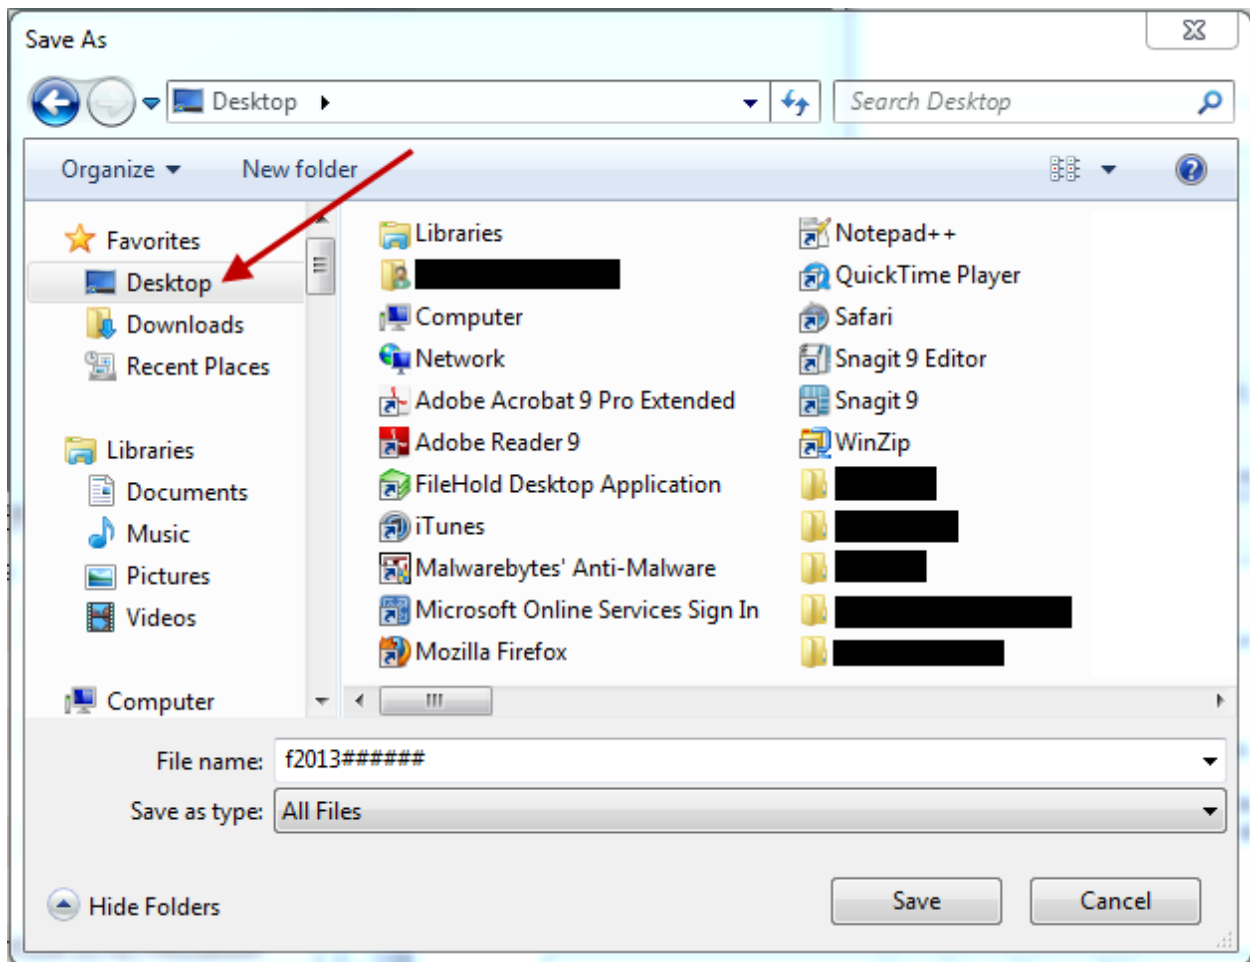 Save As
Desktop
Search Desktop
Organize
New folder
Favorites
Desktop
Downloads
Recent Places
Libraries
Documents
Music
Pictures
Videos
Computer
Libraries
Computer
Network
Adobe Acrobat 9 Pro Extended
Adobe Reader 9
FileHold Desktop Application
iTunes
Malwarebytes' Anti-Malware
Microsoft Online Services Sign In
Mozilla Firefox
Notepad++
QuickTime Player
Safari
Snagit 9 Editor
Snagit 9
WinZip
File name: f2013######
Save as type: All Files
Hide Folders
Save
Cancel